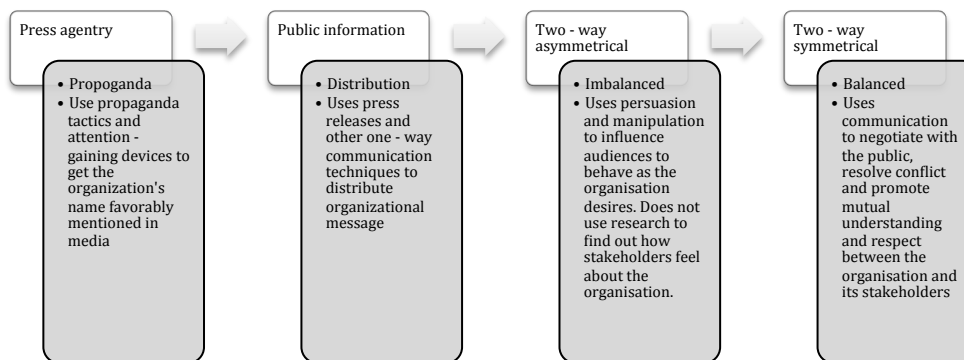 Press agentry
• Propoganda
• Use propaganda
tactics and
attention -
gaining devices to
get the
organization's
name favorably
mentioned in
media
Public information
• Distribution
• Uses press
releases and
other one - way
communication
techniques to
distribute
organizational
message
Two - way
asymmetrical
• Imbalanced
• Uses persuasion
and manipulation
to influence
audiences to
behave as the
organisation
desires. Does not
use research to
find out how
stakeholders feel
about the
organisation.
Two - way
symmetrical
• Balanced
• Uses
communication
to negotiate with
the public,
resolve conflict
and promote
mutual
understanding
and respect
between the
organisation and
its stakeholders